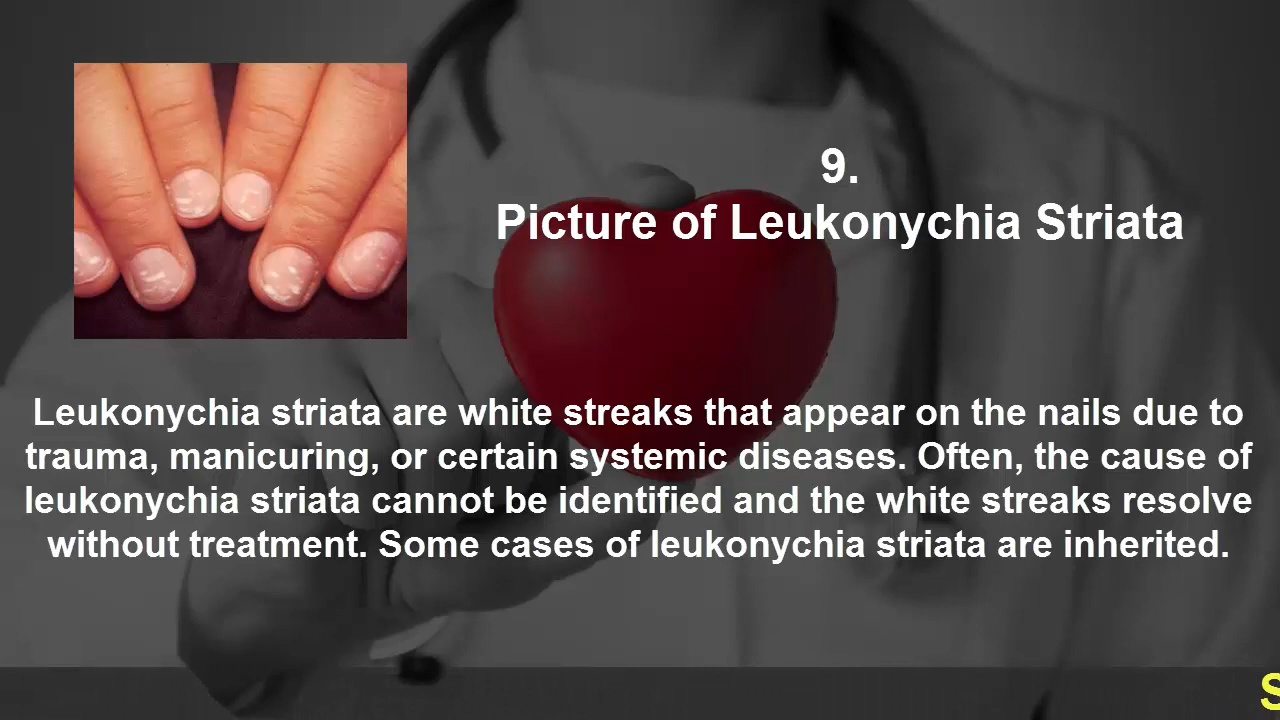 9.
Picture of Leukonychia Striata
Leukonychia striata are white streaks that appear on the nails due to
trauma, manicuring, or certain systemic diseases. Often, the cause of
leukonychia striata cannot be identified and the white streaks resolve
without treatment. Some cases of leukonychia striata are inherited.